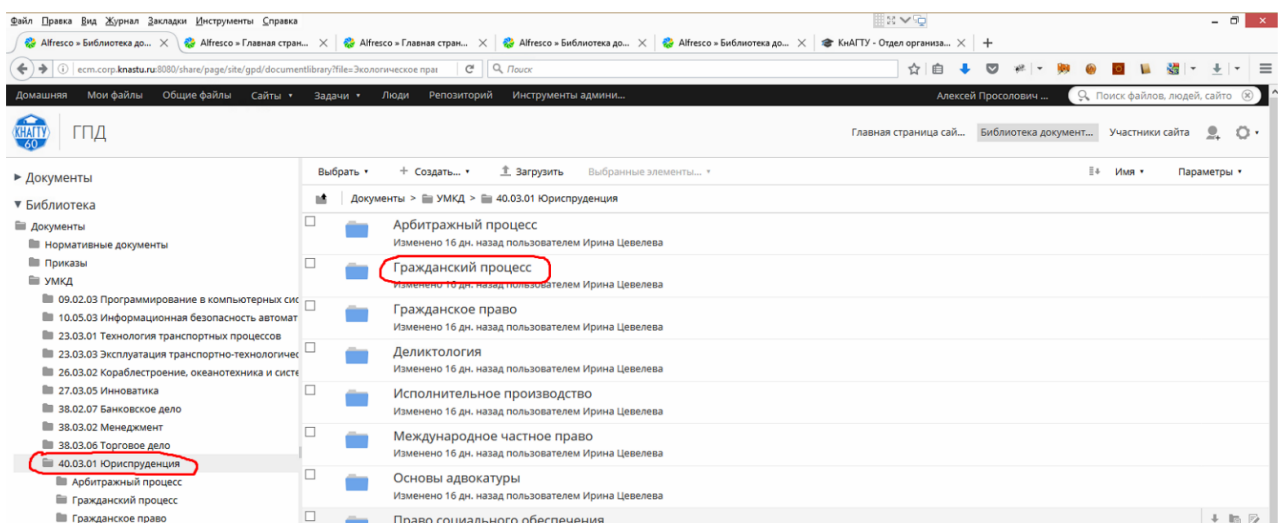 Файл Правка Вид Журнал Закладки Инструменты Справка
Alfresco » Библиотека до... Alfresco » Главная стран... Alfresco » Главная стран... Alfresco » Библиотека до... Alfresco » Библиотека до... КнАГТУ - Отдел организа...
ecm.corp.knastu.ru:8080/share/page/site/gpd/documentlibrary?file=Экологическое прав
Поиск
Домашняя Мои файлы Общие файлы Сайты Задачи Люди Репозиторий Инструменты админи... Алексей Просолович ... Поиск файлов, людей, сайто
КНАГТУ
60
ГПД
Главная страница сай... Библиотека документ... Участники сайта
Документы
Библиотека
Документы
Нормативные документы
Приказы
УМКД
09.02.03 Программирование в компьютерных сис
10.05.03 Информационная безопасность автомат
23.03.01 Технология транспортных процессов
23.03.03 Эксплуатация транспортно-технологичес
26.03.02 Кораблестроение, океанотехника и систе
27.03.05 Инноватика
38.02.07 Банковское дело
38.03.02 Менеджмент
38.03.06 Торговое дело
40.03.01 Юриспруденция
Арбитражный процесс
Гражданский процесс
Гражданское право
Выбрать + Создать... Загрузить Выбранные элементы... Имя Параметры
Документы > УМКД > 40.03.01 Юриспруденция
Арбитражный процесс
Изменено 16 дн. назад пользователем Ирина Цевелева
Гражданский процесс
Изменено 16 дн. назад пользователем Ирина Цевелева
Гражданское право
Изменено 16 дн. назад пользователем Ирина Цевелева
Деликтология
Изменено 16 дн. назад пользователем Ирина Цевелева
Исполнительное производство
Изменено 16 дн. назад пользователем Ирина Цевелева
Международное частное право
Изменено 16 дн. назад пользователем Ирина Цевелева
Основы адвокатуры
Изменено 16 дн. назад пользователем Ирина Цевелева
Право социального обеспечения